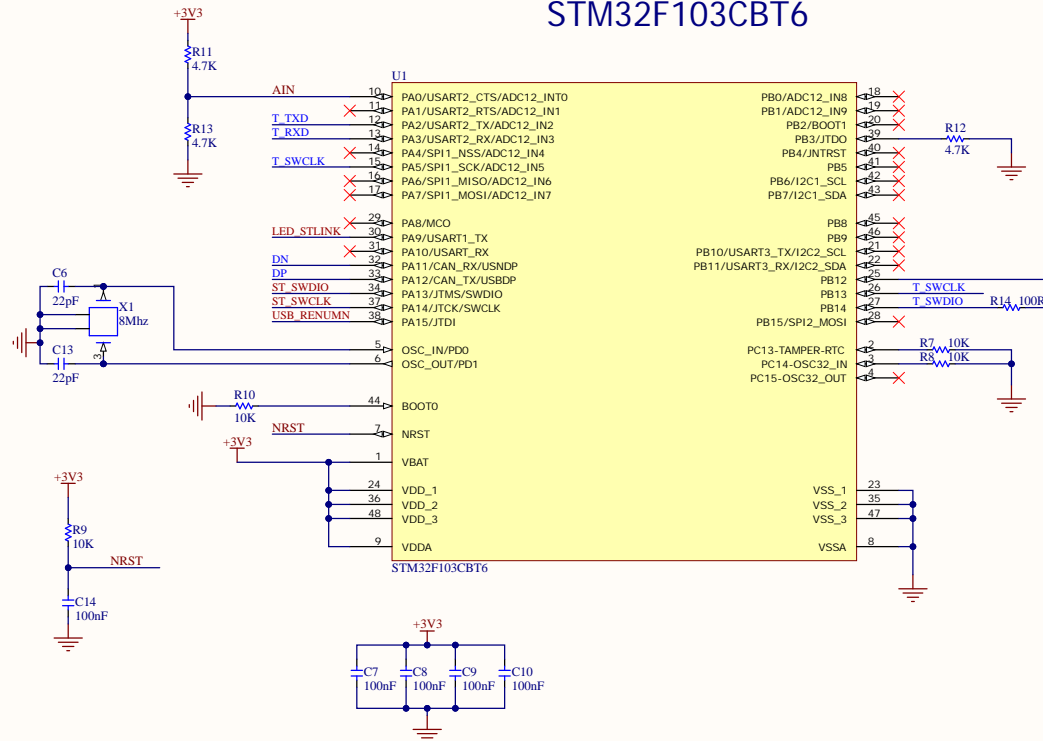 STM32F103CBT6
+3V3
R11
4.7K
R13
4.7K
AIN
T_TXD
T_RXD
T_SWCLK
LED_STLINK
DN
DP
ST_SWDIO
ST_SWCLK
USB_RENUMN
U1
10 PA0/USART2_CTS/ADC12_INT0
11 PA1/USART2_RTS/ADC12_IN1
12 PA2/USART2_TX/ADC12_IN2
13 PA3/USART2_RX/ADC12_IN3
14 PA4/SPI1_NSS/ADC12_IN4
15 PA5/SPI1_SCK/ADC12_IN5
16 PA6/SPI1_MISO/ADC12_IN6
17 PA7/SPI1_MOSI/ADC12_IN7
29 PA8/MCO
30 PA9/USART1_TX
31 PA10/USART_RX
32 PA11/CAN_RX/USNDP
33 PA12/CAN_TX/USBDP
34 PA13/JTMS/SWDIO
37 PA14/JTCK/SWCLK
38 PA15/JTDI
5 OSC_IN/PD0
6 OSC_OUT/PD1
44 BOOT0
7 NRST
1 VBAT
24 VDD_1
36 VDD_2
48 VDD_3
9 VDDA
STM32F103CBT6
PB0/ADC12_IN8 18
PB1/ADC12_IN9 19
PB2/BOOT1 20
PB3/JTDO 39
PB4/JNTRST 40
PB5 41
PB6/I2C1_SCL 42
PB7/I2C1_SDA 43
PB8 45
PB9 46
PB10/USART3_TX/I2C2_SCL 21
PB11/USART3_RX/I2C2_SDA 22
PB12 25
PB13 26
PB14 27
PB15/SPI2_MOSI 28
PC13-TAMPER-RTC 2
PC14-OSC32_IN 3
PC15-OSC32_OUT 4
VSS_1 23
VSS_2 35
VSS_3 47
VSSA 8
R12
4.7K
T_SWCLK
T_SWDIO
R14 100R
R7 10K
R8 10K
C6
22pF
1
X1
8Mhz
3
C13
22pF
R10
10K
NRST
+3V3
+3V3
R9
10K
NRST
C14
100nF
+3V3
C7 C8 C9 C10
100nF 100nF 100nF 100nF